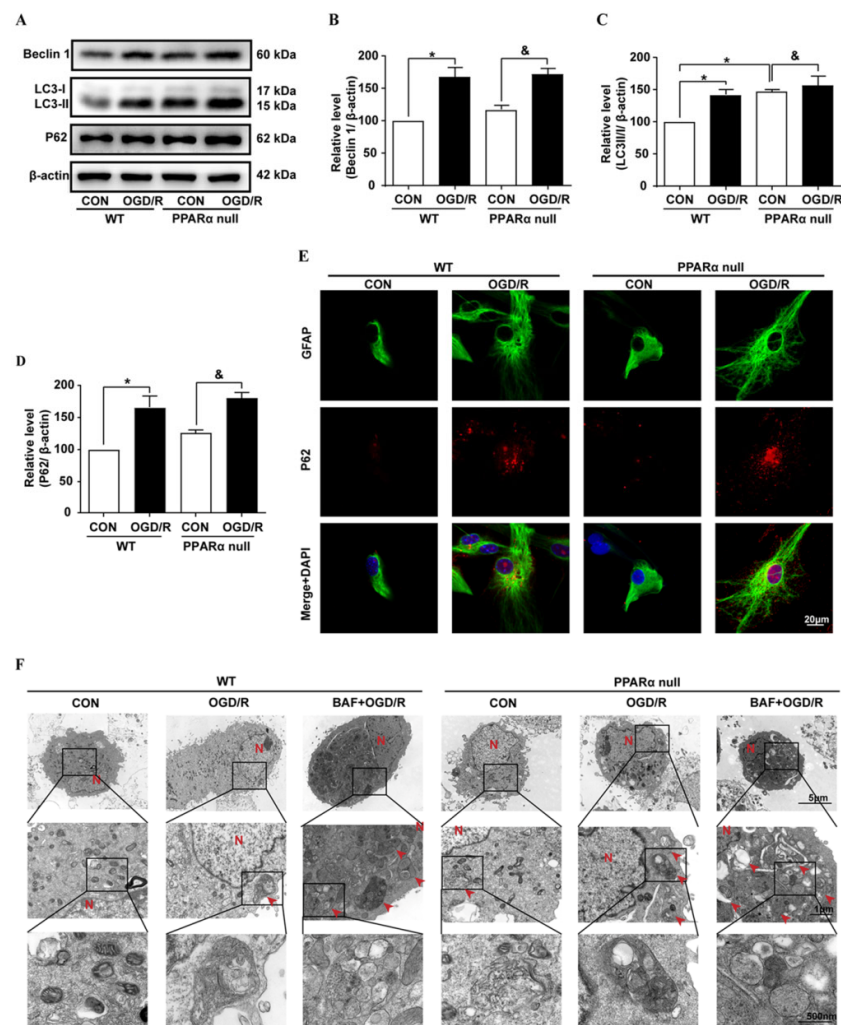 A
Beclin 1
60 kDa
LC3-I
17 kDa
LC3-II
15 kDa
P62
62 kDa
β-actin
42 kDa
CON OGD/R CON OGD/R
WT PPARα null
B
Relative level
(Beclin 1/ β-actin)
200
150
100
50
0
*
&
CON OGD/R CON OGD/R
WT PPARα null
C
Relative level
(LC3II/I/ β-actin)
200
150
100
50
0
*
*
&
CON OGD/R CON OGD/R
WT PPARα null
D
Relative level
(P62/ β-actin)
200
150
100
50
0
*
&
CON OGD/R CON OGD/R
WT PPARα null
E
WT PPARα null
CON OGD/R CON OGD/R
GFAP
P62
Merge+DAPI
20μm
F
WT PPARα null
CON OGD/R BAF+OGD/R CON OGD/R BAF+OGD/R
N N N N N N
5μm
N N N N N N
1μm
500nm